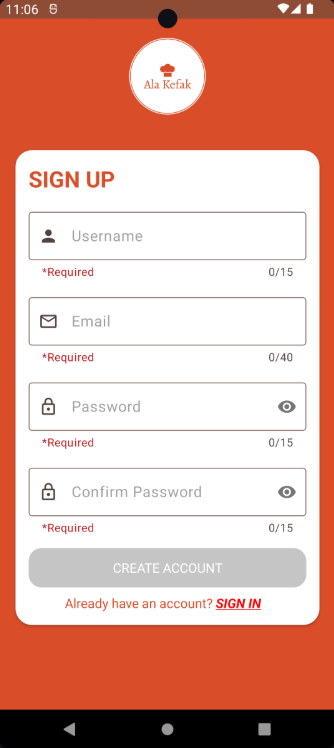 11:06
Ala Kefak
SIGN UP
Username
*Required 0/15
Email
*Required 0/40
Password
*Required 0/15
Confirm Password
*Required 0/15
CREATE ACCOUNT
Already have an account? SIGN IN